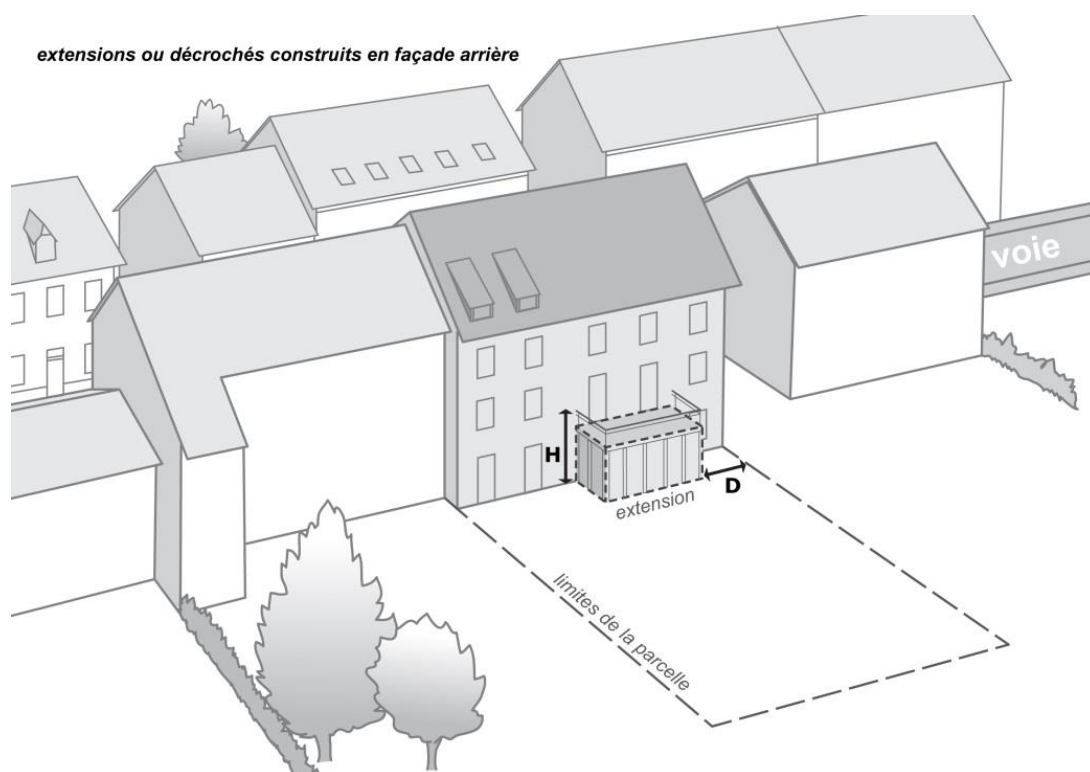 extensions ou décrochés construits en façade arrière
voie
H
D
extension
limites de la parcelle